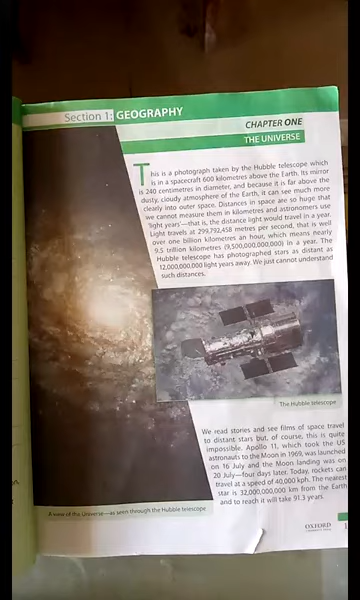 Section 1: GEOGRAPHY
CHAPTER ONE
THE UNIVERSE
This is a photograph taken by the Hubble telescope which
is in a spacecraft 600 kilometres above the Earth. Its mirror
is 240 centimetres in diameter, and because it is far above the
dusty, cloudy atmosphere of the Earth, it can see much more
clearly into outer space. Distances in space are so huge that
we cannot measure them in kilometres and astronomers use
'light years'—that is, the distance light would travel in a year.
Light travels at 299,792,458 metres per second, that is well
over one billion kilometres an hour, which means nearly
9.5 trillion kilometres (9,500,000,000,000) in a year. The
Hubble telescope has photographed stars as distant as
12,000,000,000 light years away. We just cannot understand
such distances.
The Hubble telescope
We read stories and see films of space travel
to distant stars but, of course, this is quite
impossible. Apollo 11, which took the US
astronauts to the Moon in 1969, was launched
on 16 July and the Moon landing was on
20 July—four days later. Today, rockets can
travel at a speed of 40,000 kph. The nearest
star is 32,000,000,000 km from the Earth
and to reach it will take 91.3 years.
A view of the Universe—as seen through the Hubble telescope
OXFORD
1